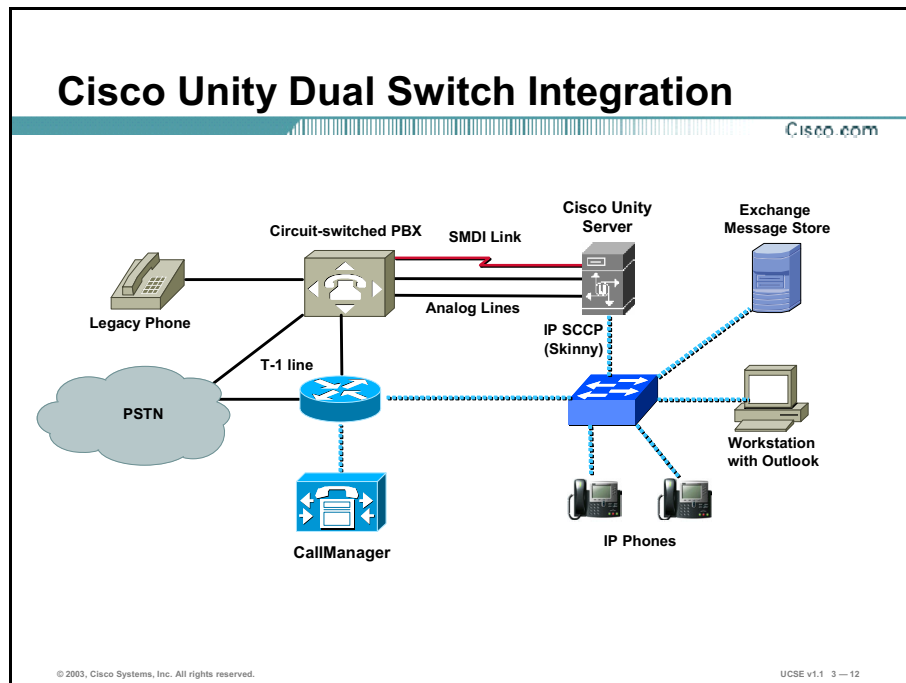 Cisco Unity Dual Switch Integration
Cisco.com
Cisco Unity
Server
Exchange
Message Store
Circuit-switched PBX
SMDI Link
Legacy Phone
Analog Lines
IP SCCP
(Skinny)
T-1 line
PSTN
Workstation
with Outlook
IP Phones
CallManager
© 2003, Cisco Systems, Inc. All rights reserved.
UCSE v1.1 3 — 12